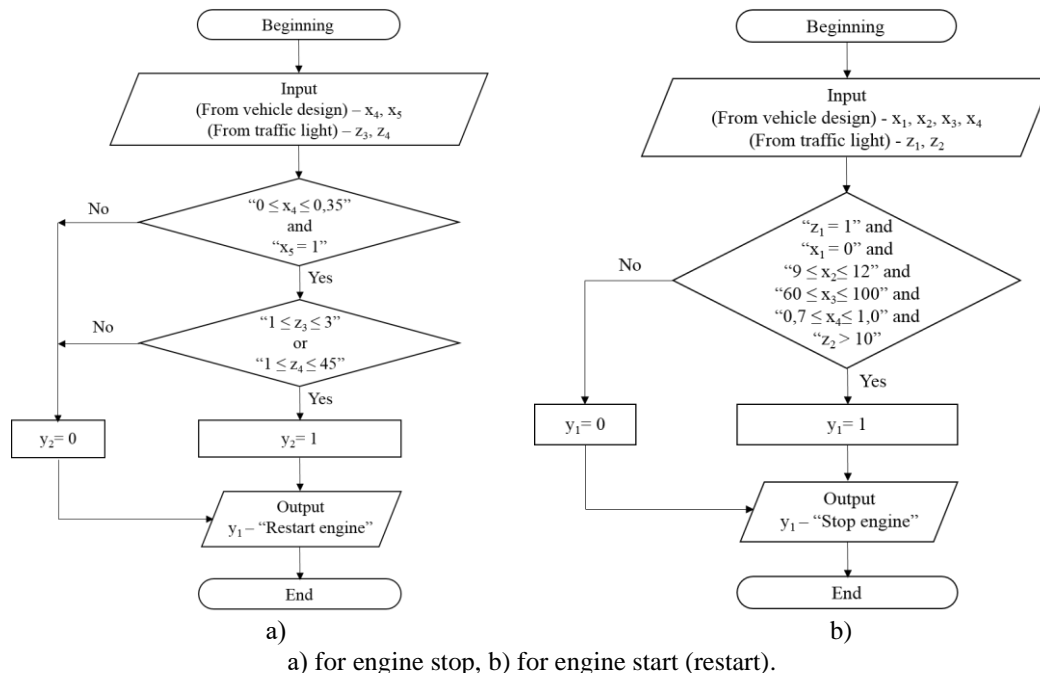 Beginning
Input
(From vehicle design) – x₄, x₅
(From traffic light) – z₃, z₄
No
“0 ≤ x₄ ≤ 0,35”
and
“x₅ = 1”
Yes
No
“1 ≤ z₃ ≤ 3”
or
“1 ≤ z₄ ≤ 45”
Yes
y₂= 0
y₂= 1
Output
y₁ – “Restart engine”
End
a)
Beginning
Input
(From vehicle design) - x₁, x₂, x₃, x₄
(From traffic light) - z₁, z₂
No
“z₁ = 1” and
“x₁ = 0” and
“9 ≤ x₂ ≤ 12” and
“60 ≤ x₃ ≤ 100” and
“0,7 ≤ x₄ ≤ 1,0” and
“z₂ > 10”
Yes
y₁= 0
y₁= 1
Output
y₁ – “Stop engine”
End
b)
a) for engine stop, b) for engine start (restart).